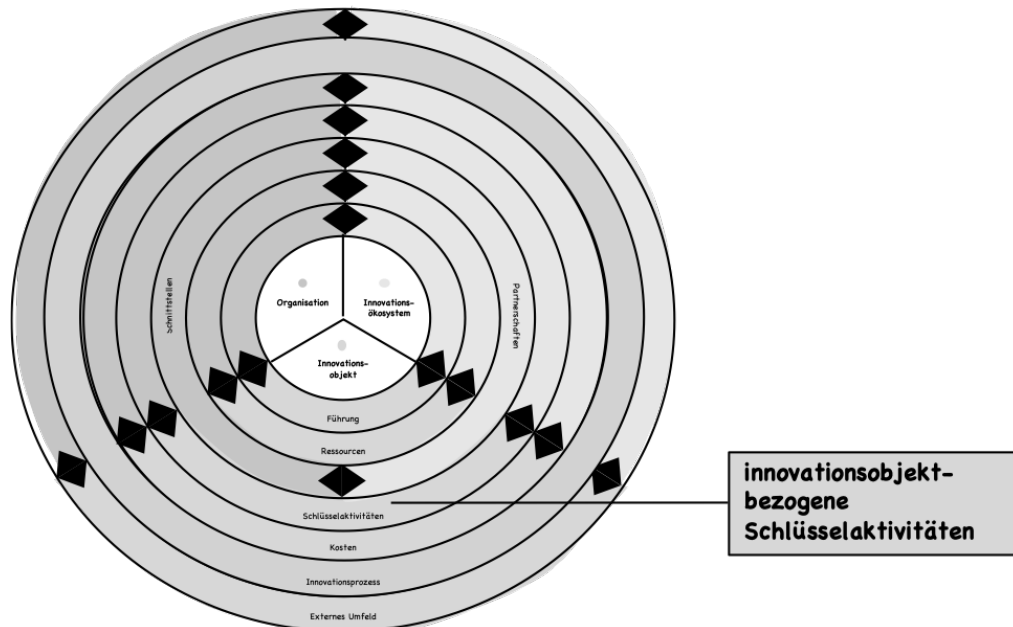 Organisation
Innovations-
ökosystem
Innovations-
objekt
Schnittstellen
Partnerschaften
Führung
Ressourcen
Schlüsselaktivitäten
Kosten
Innovationsprozess
Externes Umfeld
innovationsobjekt-
bezogene
Schlüsselaktivitäten